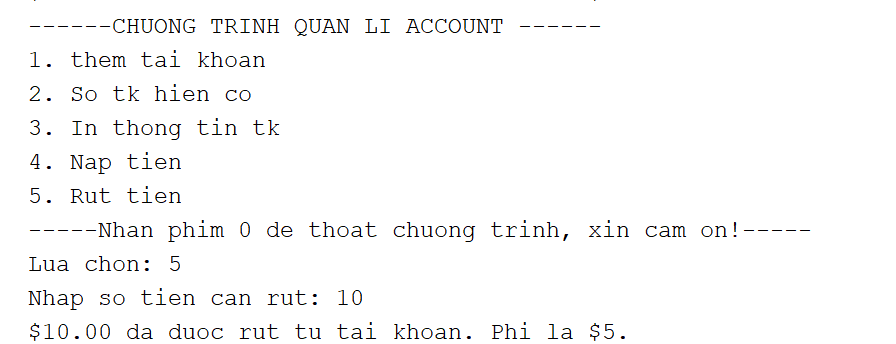 ------CHUONG TRINH QUAN LI ACCOUNT ------
1. them tai khoan
2. So tk hien co
3. In thong tin tk
4. Nap tien
5. Rut tien
-----Nhan phim 0 de thoat chuong trinh, xin cam on!-----
Lua chon: 5
Nhap so tien can rut: 10
$10.00 da duoc rut tu tai khoan. Phi la $5.